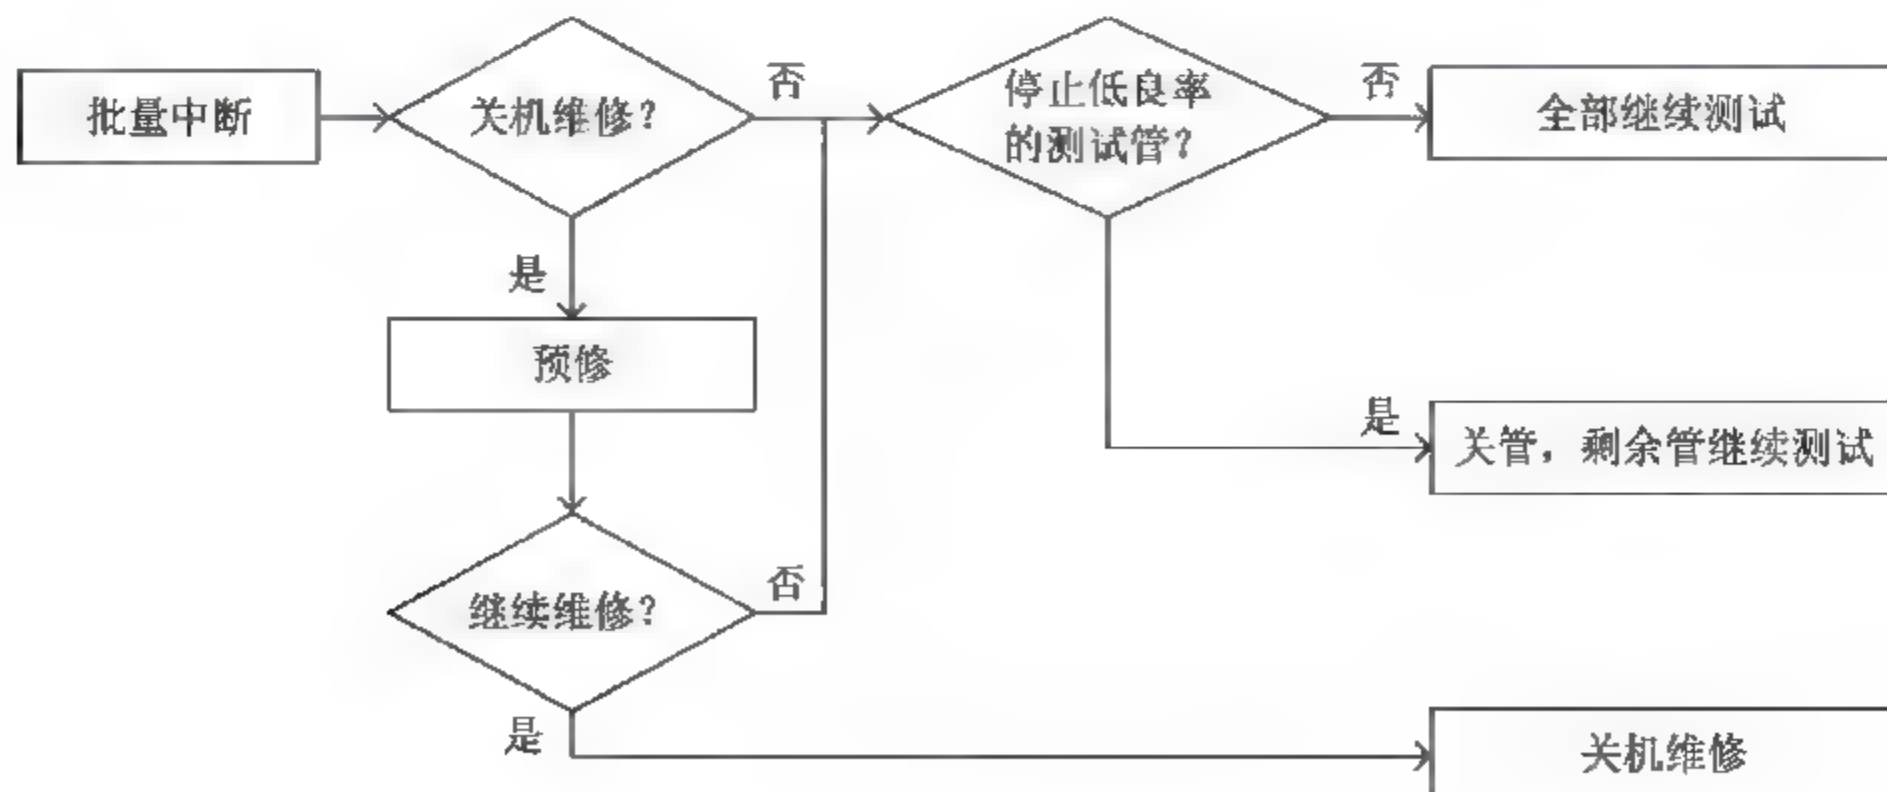 批量中断
关机维修？
否
停止低良率
的测试管？
否
全部继续测试
是
预修
是
关管，剩余管继续测试
继续维修？
否
是
关机维修